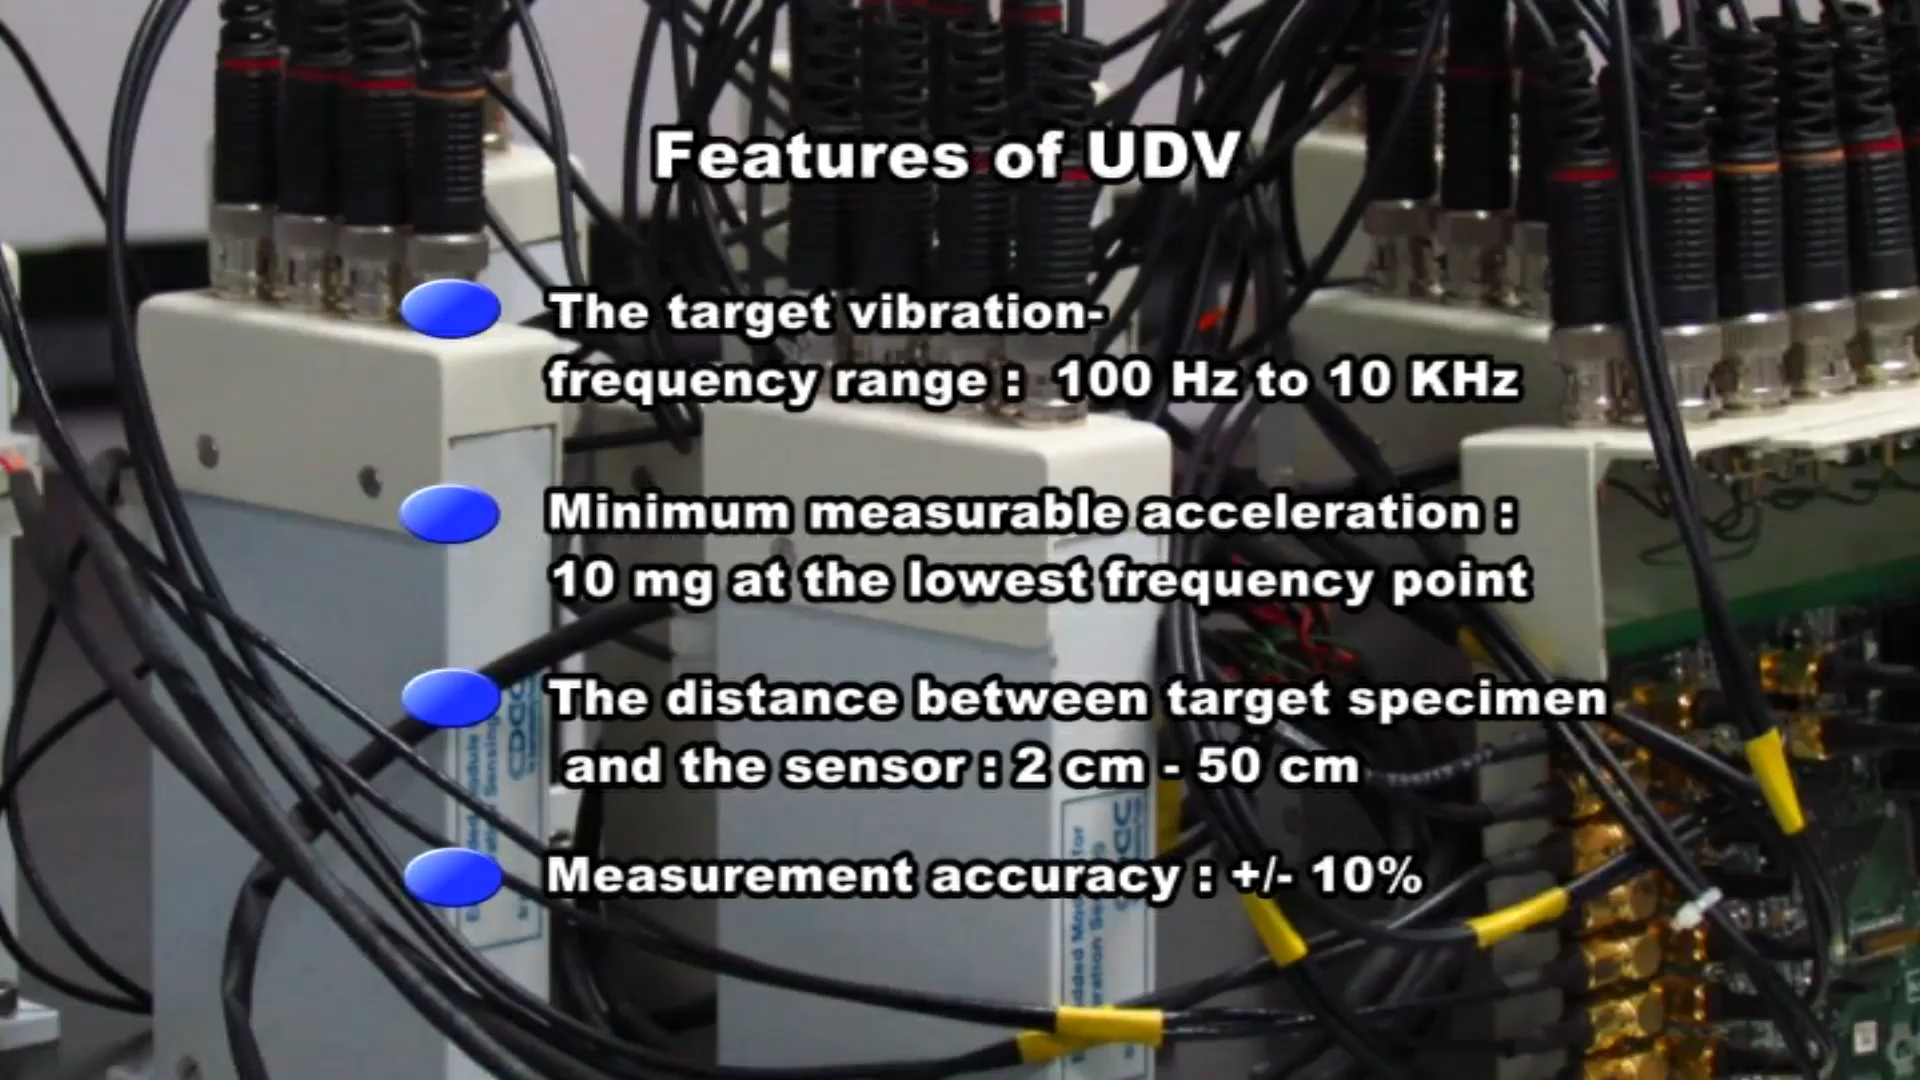 Features of UDV
The target vibration-
frequency range : 100 Hz to 10 KHz
Minimum measurable acceleration :
10 mg at the lowest frequency point
The distance between target specimen
and the sensor : 2 cm - 50 cm
Measurement accuracy : +/- 10%
CDAC